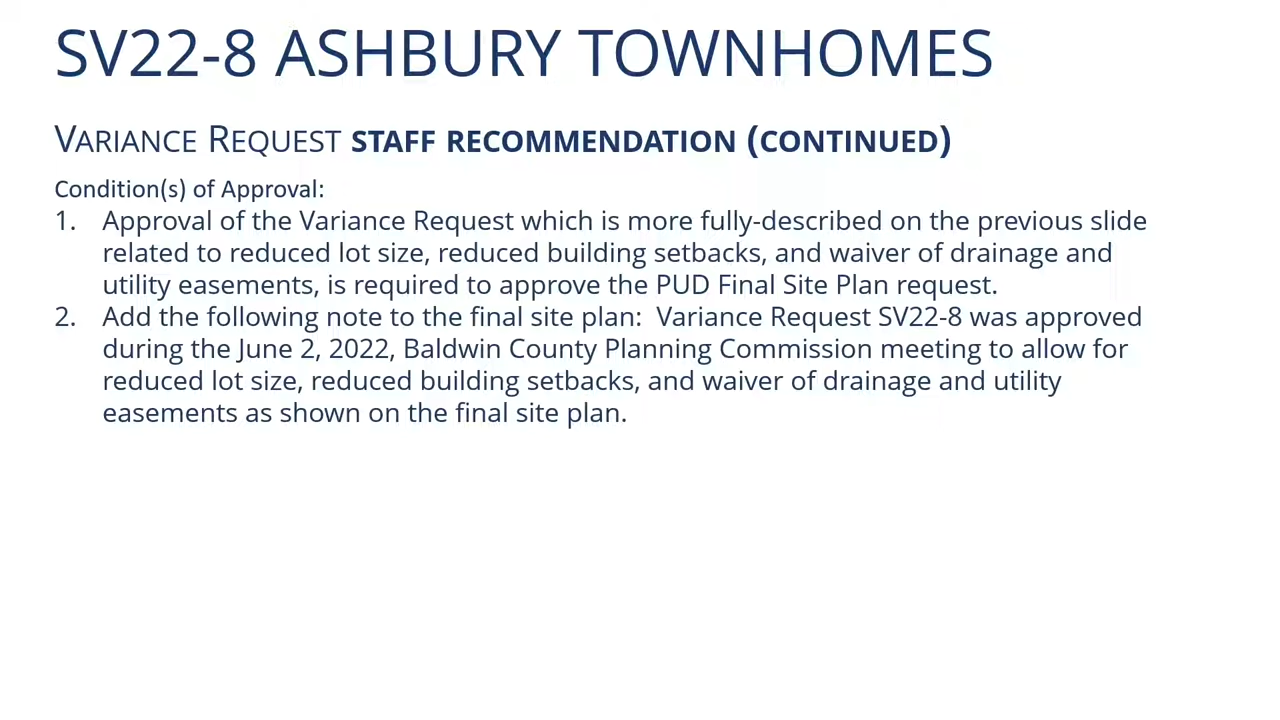 SV22-8 ASHBURY TOWNHOMES
VARIANCE REQUEST STAFF RECOMMENDATION (CONTINUED)
Condition(s) of Approval:
1. Approval of the Variance Request which is more fully-described on the previous slide
related to reduced lot size, reduced building setbacks, and waiver of drainage and
utility easements, is required to approve the PUD Final Site Plan request.
2. Add the following note to the final site plan:  Variance Request SV22-8 was approved
during the June 2, 2022, Baldwin County Planning Commission meeting to allow for
reduced lot size, reduced building setbacks, and waiver of drainage and utility
easements as shown on the final site plan.